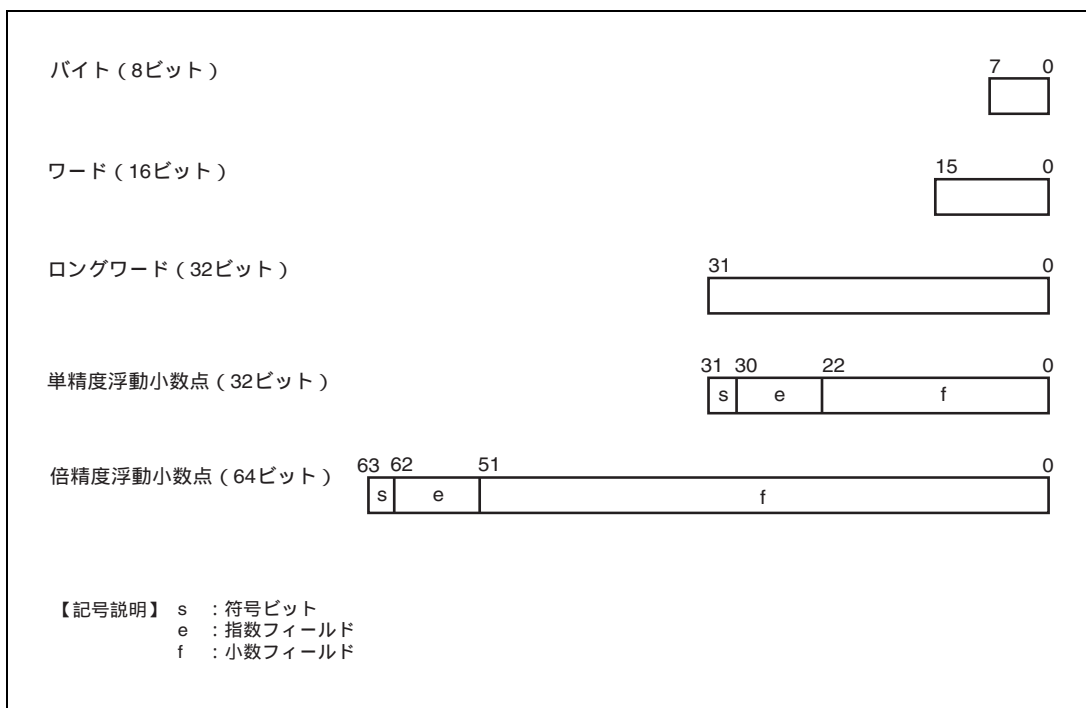 バイト（8ビット）
7 0
ワード（16ビット）
15 0
ロングワード（32ビット）
31 0
単精度浮動小数点（32ビット）
31 30 22 0
s e f
倍精度浮動小数点（64ビット）
63 62 51 0
s e f
【記号説明】 s ：符号ビット
e ：指数フィールド
f ：小数フィールド